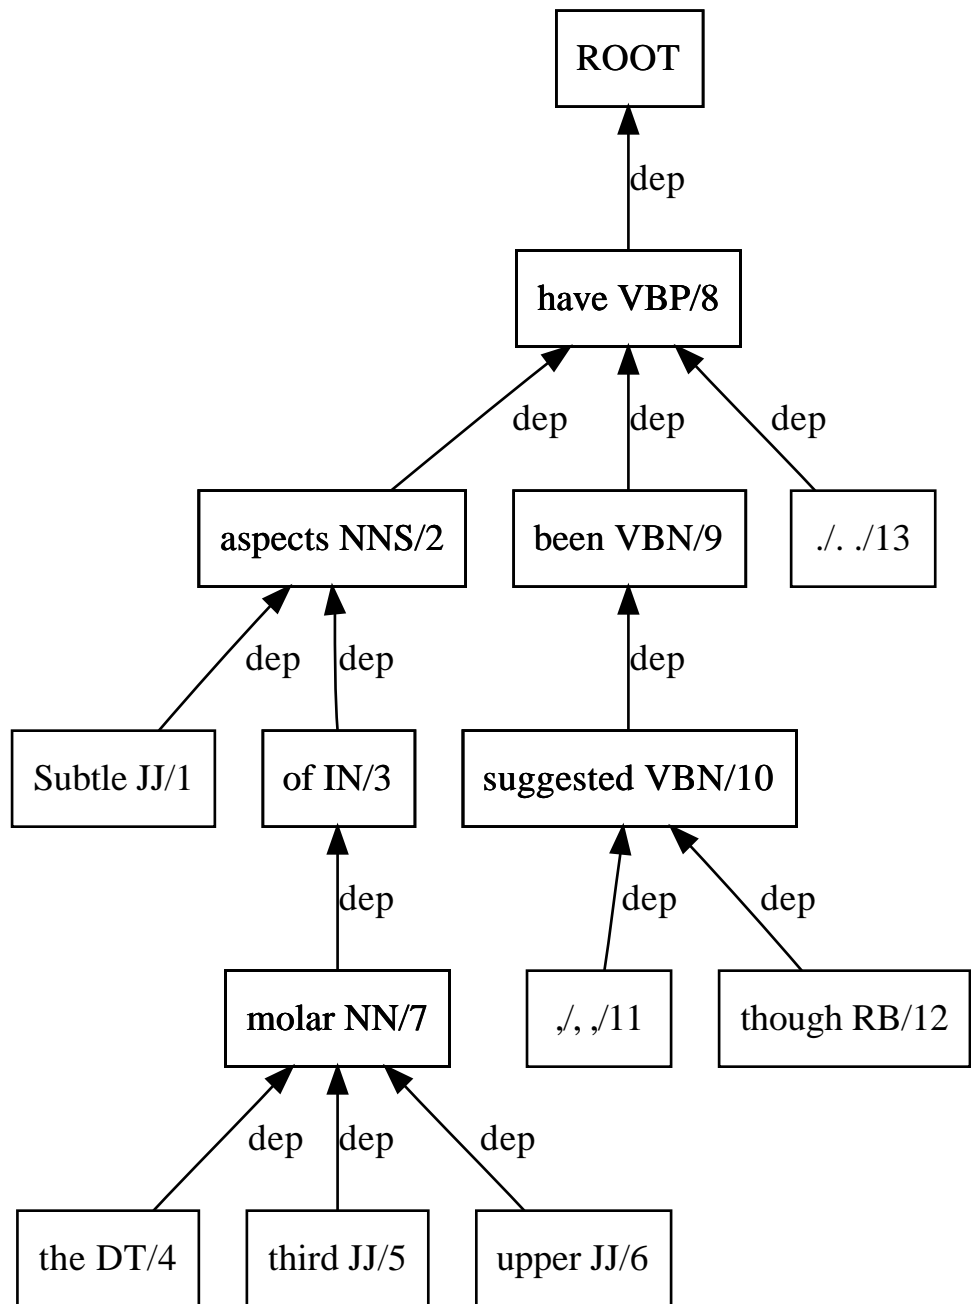 ROOT
dep
have VBP/8
dep dep dep
aspects NNS/2 been VBN/9 ./. ./13
dep dep dep
Subtle JJ/1 of IN/3 suggested VBN/10
dep dep dep
molar NN/7 ,/, ,/11 though RB/12
dep dep dep
the DT/4 third JJ/5 upper JJ/6